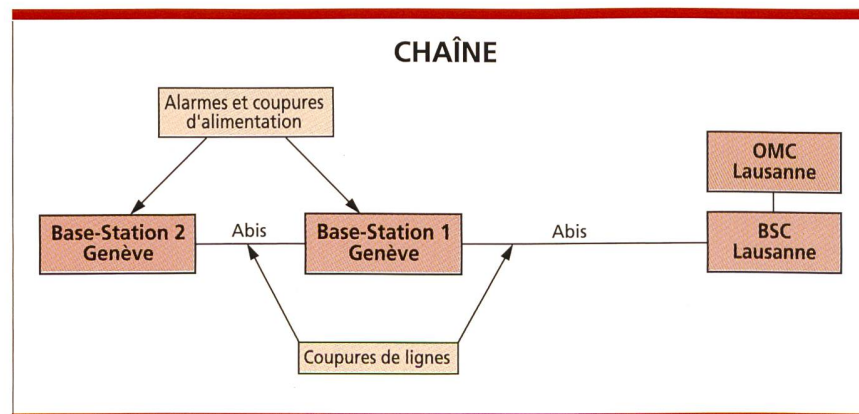 CHAÎNE
Alarmes et coupures
d'alimentation
OMC
Lausanne
Base-Station 2
Genève
Abis
Base-Station 1
Genève
Abis
BSC
Lausanne
Coupures de lignes